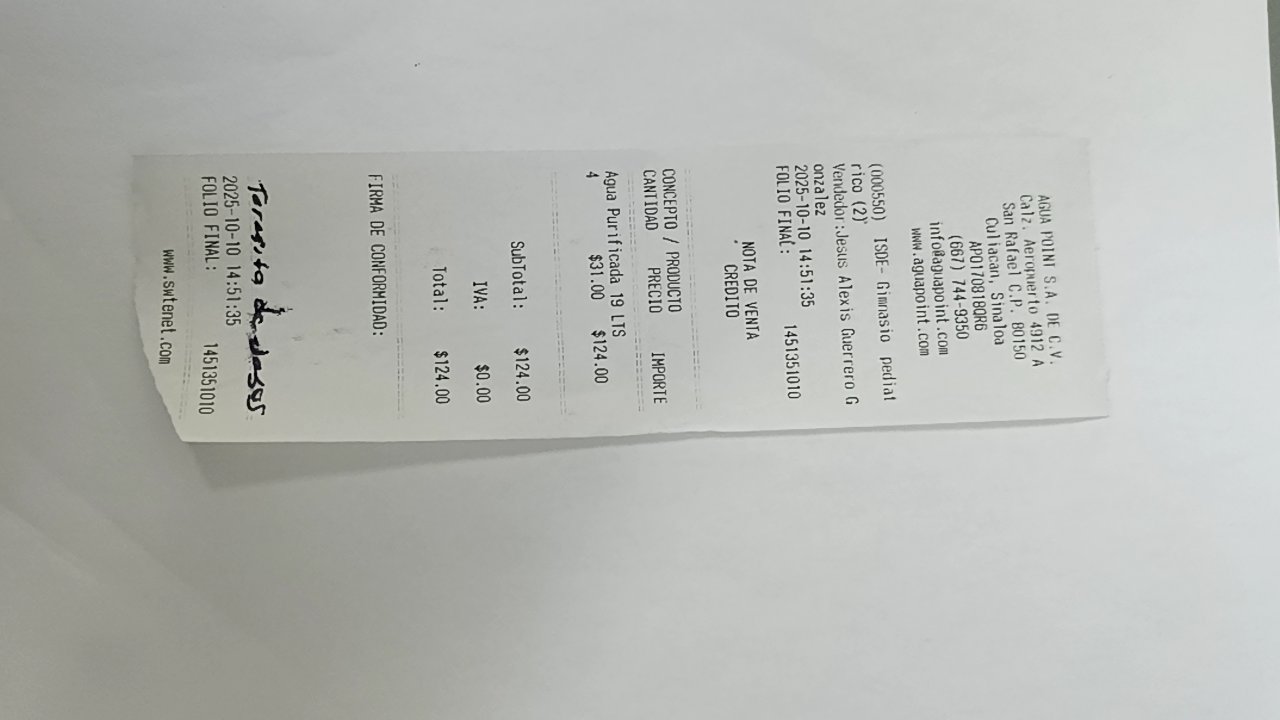 AGUA POINT S.A. DE C.V.
Calz. Aeropuerto 4912 A
San Rafael C.P. 80150
Culiacan, Sinaloa
APO170818QR6
(667) 744-9350
info@aguapoint.com
www.aguapoint.com
(000550) ISDE- Gimnasio pediat
rico (2)
Vendedor:Jesus Alexis Guerrero G
onzalez
2025-10-10 14:51:35
FOLIO FINAL: 1451351010
NOTA DE VENTA
CREDITO
CONCEPTO / PRODUCTO
CANTIDAD PRECIO IMPORTE
Agua Purificada 19 LTS
4 $31.00 $124.00
SubTotal: $124.00
IVA: $0.00
Total: $124.00
FIRMA DE CONFORMIDAD:
Teresita de Jesus
2025-10-10 14:51:35
FOLIO FINAL: 1451351010
www.swtenet.com